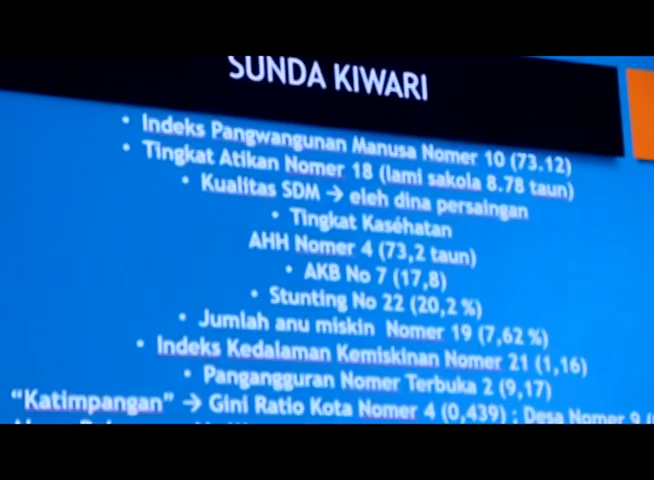 SUNDA KIWARI
• Indeks Pangwangunan Manusa Nomer 10 (73.12)
• Tingkat Atikan Nomer 18 (lami sakola 8.78 taun)
• Kualitas SDM → eleh dina persaingan
• Tingkat Kaséhatan
AHH Nomer 4 (73,2 taun)
• AKB No 7 (17,8)
• Stunting No 22 (20,2 %)
• Jumlah anu miskin Nomer 19 (7,62 %)
• Indeks Kedalaman Kemiskinan Nomer 21 (1,16)
• Pangangguran Nomer Terbuka 2 (9,17)
“Katimpangan” → Gini Ratio Kota Nomer 4 (0,439) ; Desa Nomer 9